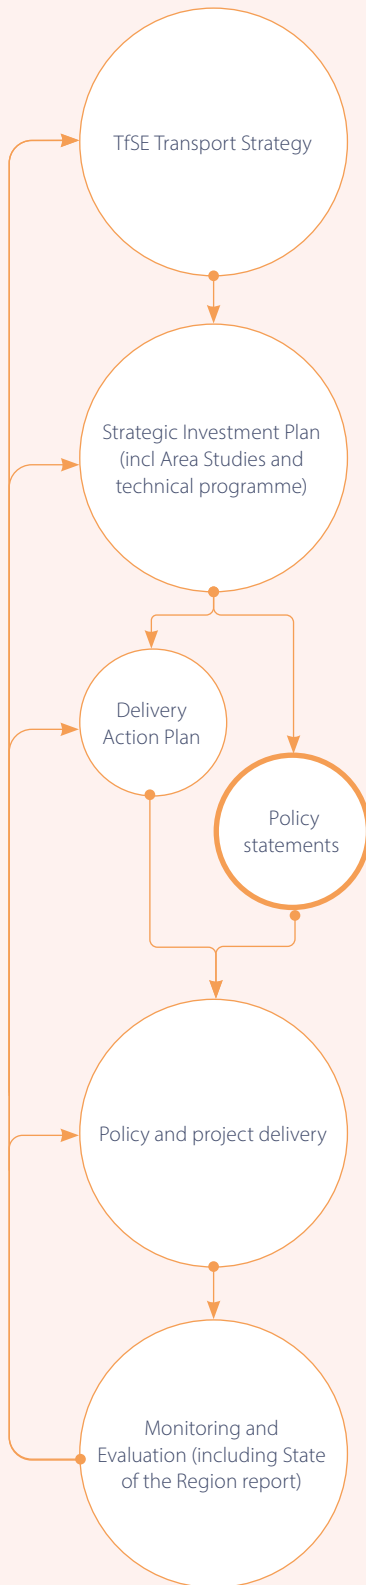 TfSE Transport Strategy
Strategic Investment Plan
(incl Area Studies and
technical programme)
Delivery
Action Plan
Policy
statements
Policy and project delivery
Monitoring and
Evaluation (including State
of the Region report)